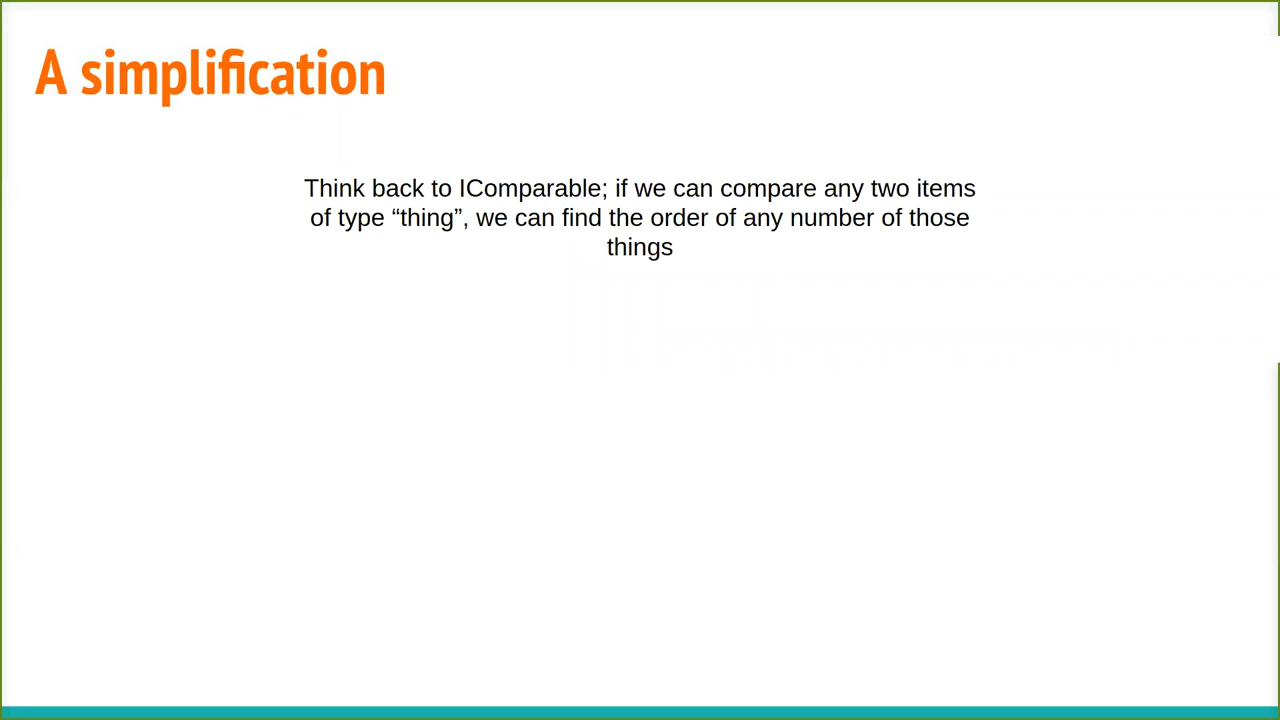 A simplification
Think back to IComparable; if we can compare any two items
of type “thing”, we can find the order of any number of those
things